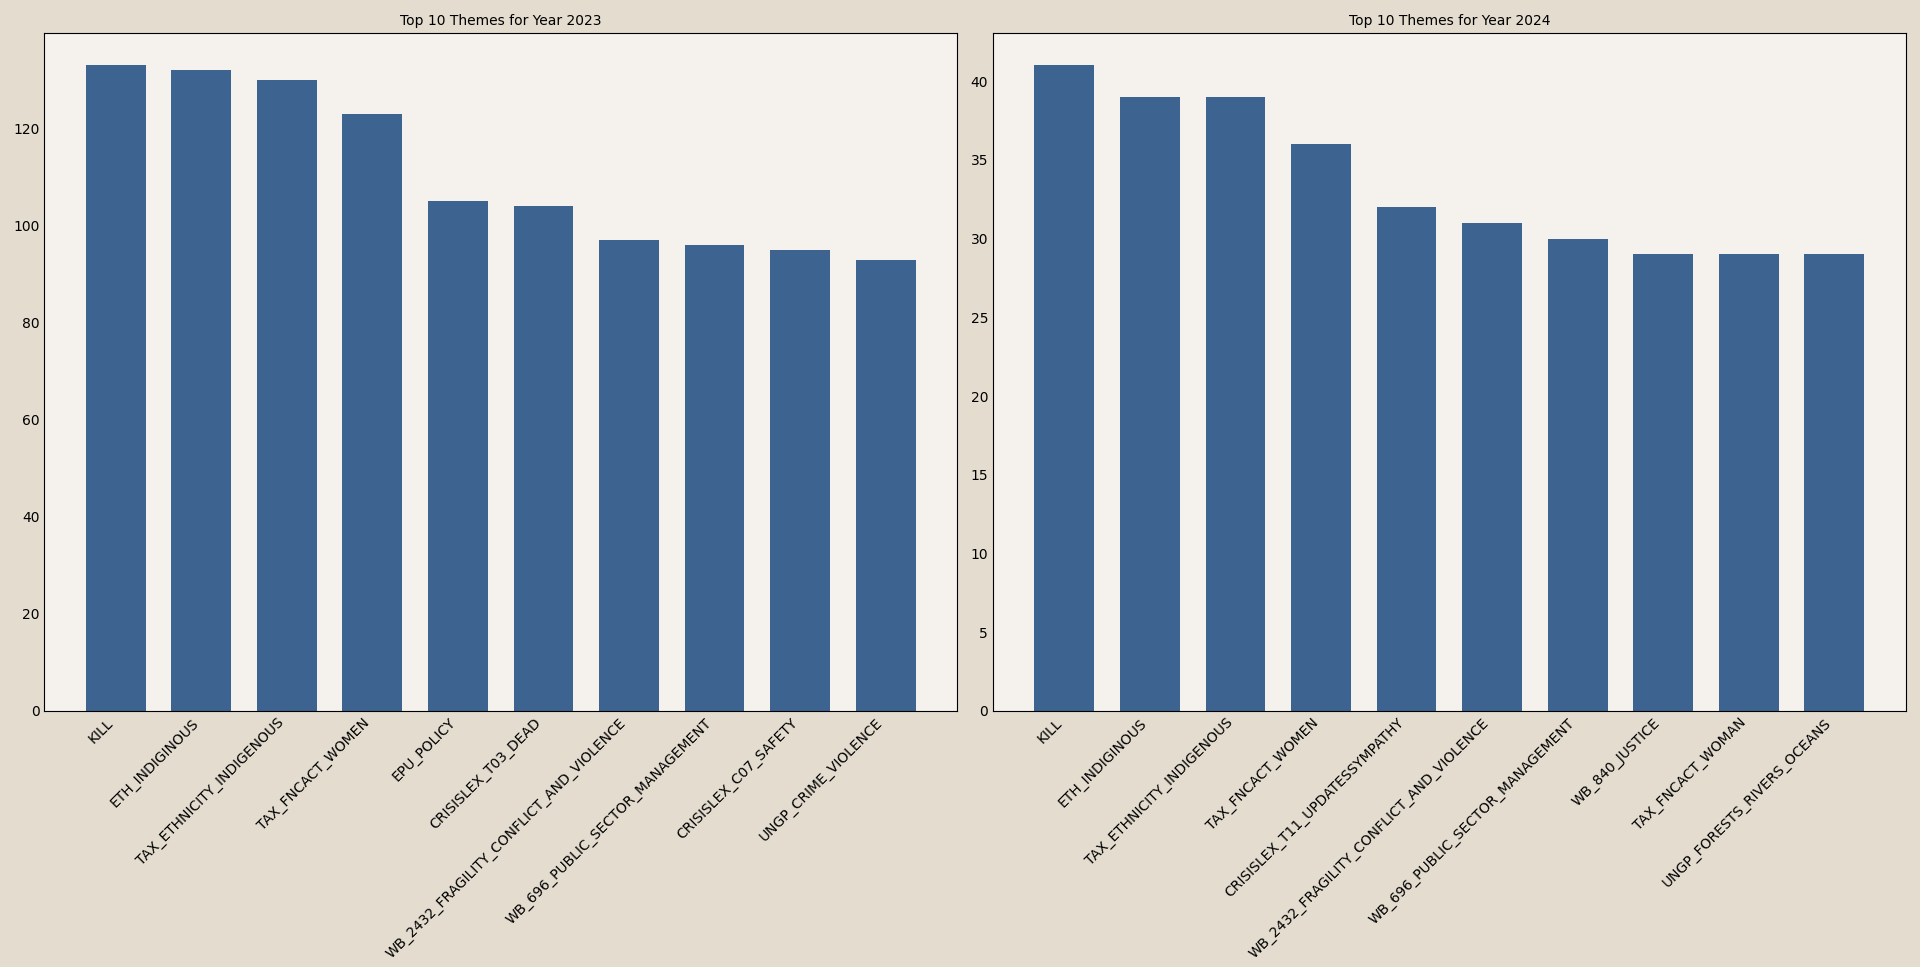 Top 10 Themes for Year 2023
120
100
80
60
40
20
0
KILL
ETH_INDIGINOUS
TAX_ETHNICITY_INDIGENOUS
TAX_FNCACT_WOMEN
EPU_POLICY
CRISISLEX_T03_DEAD
WB_2432_FRAGILITY_CONFLICT_AND_VIOLENCE
WB_696_PUBLIC_SECTOR_MANAGEMENT
CRISISLEX_C07_SAFETY
UNGP_CRIME_VIOLENCE
Top 10 Themes for Year 2024
40
35
30
25
20
15
10
5
0
KILL
ETH_INDIGINOUS
TAX_ETHNICITY_INDIGENOUS
TAX_FNCACT_WOMEN
CRISISLEX_T11_UPDATESSYMPATHY
WB_2432_FRAGILITY_CONFLICT_AND_VIOLENCE
WB_696_PUBLIC_SECTOR_MANAGEMENT
WB_840_JUSTICE
TAX_FNCACT_WOMAN
UNGP_FORESTS_RIVERS_OCEANS